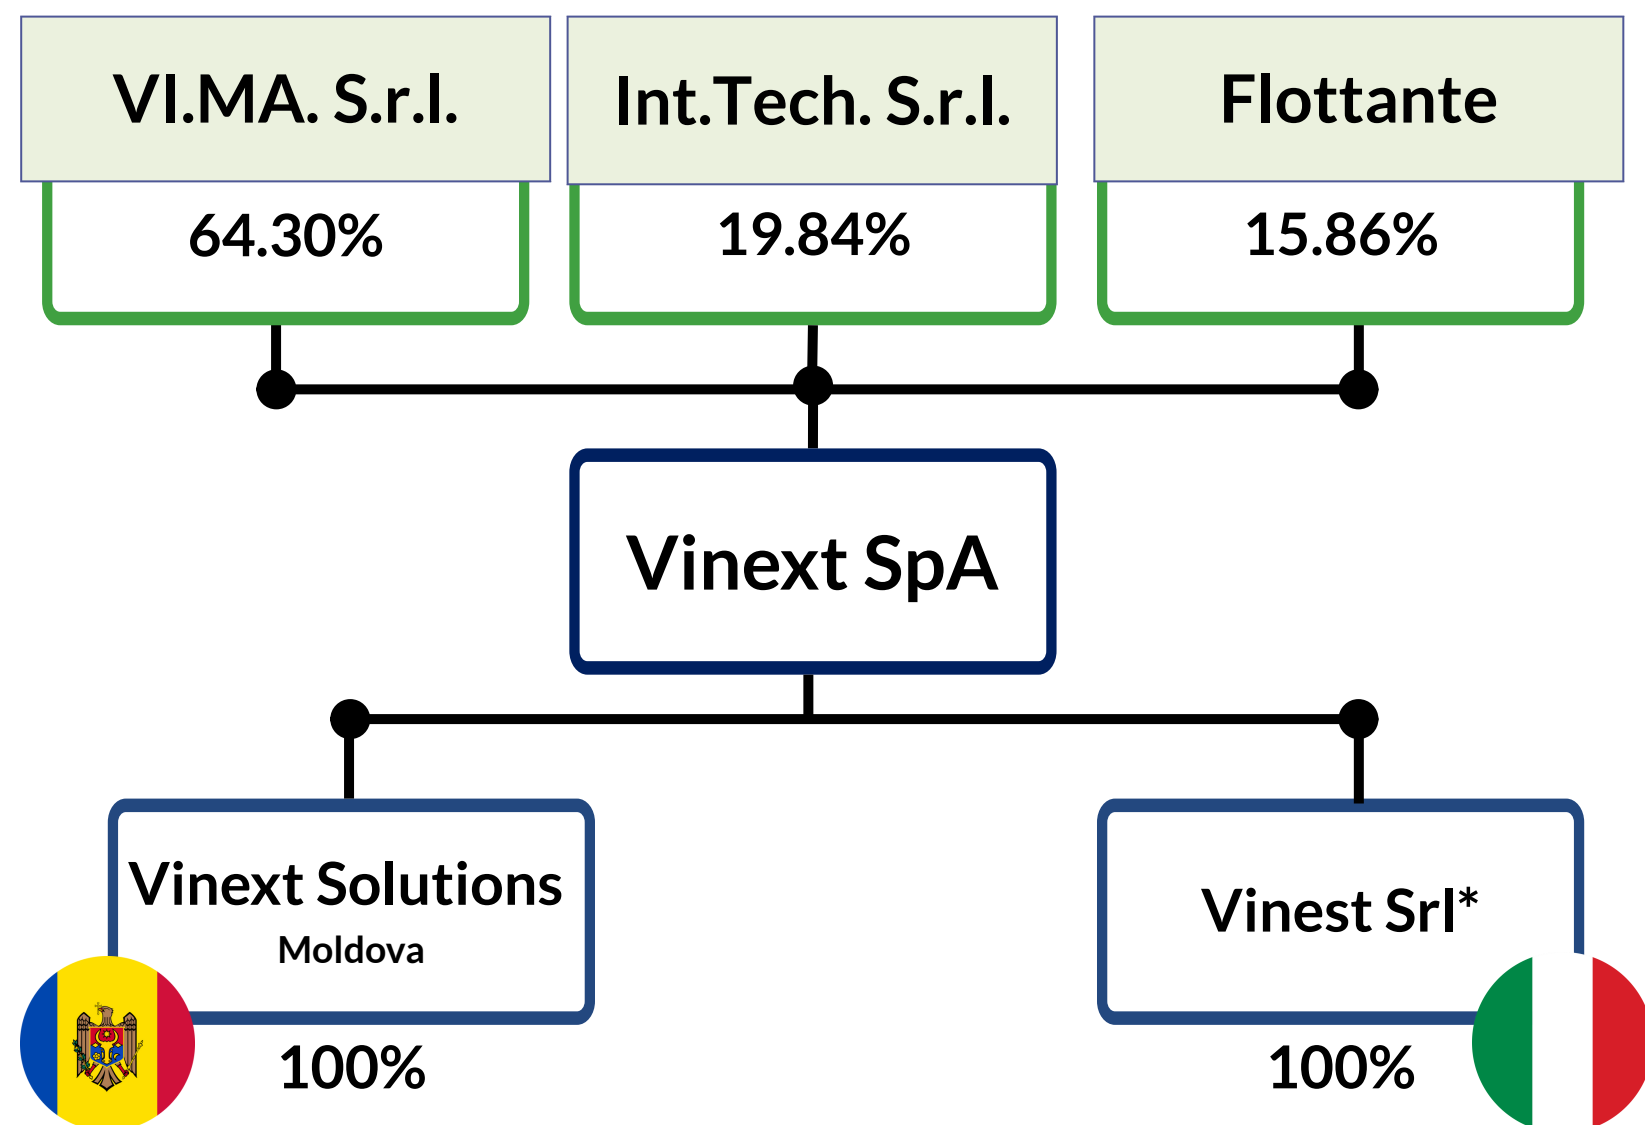 VI.MA. S.r.l.
Int.Tech. S.r.l.
Flottante
64.30%
19.84%
15.86%
Vinext SpA
Vinext Solutions
Moldova
Vinest Srl*
100%
100%